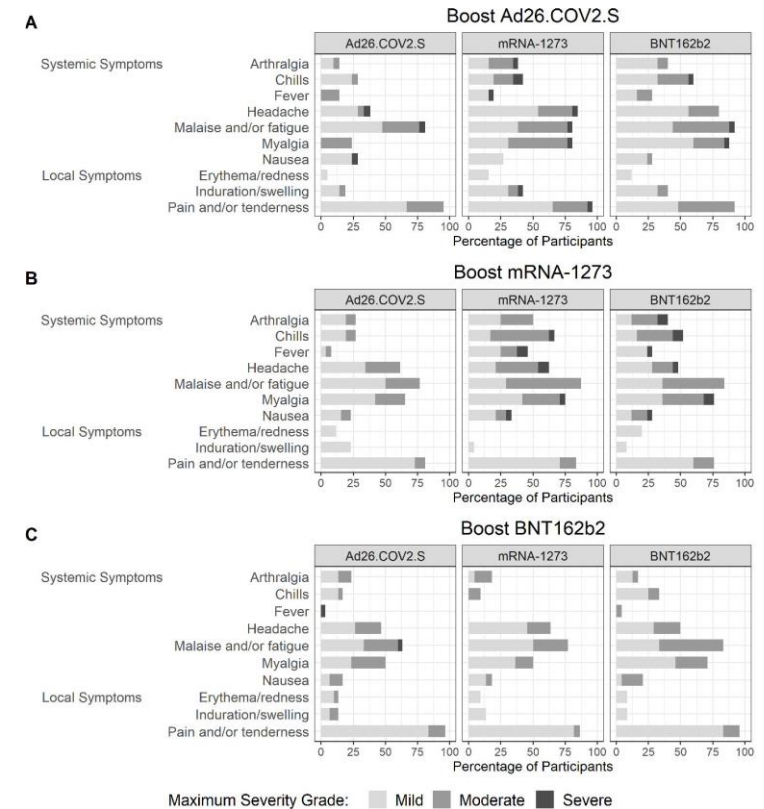 Boost Ad26.COV2.S
A
Ad26.COV2.S mRNA-1273 BNT162b2
Systemic Symptoms Arthralgia
Chills
Fever
Headache
Malaise and/or fatigue
Myalgia
Nausea
Local Symptoms Erythema/redness
Induration/swelling
Pain and/or tenderness
0 25 50 75 100 0 25 50 75 100 0 25 50 75 100
Percentage of Participants
Boost mRNA-1273
B
Ad26.COV2.S mRNA-1273 BNT162b2
Systemic Symptoms Arthralgia
Chills
Fever
Headache
Malaise and/or fatigue
Myalgia
Nausea
Local Symptoms Erythema/redness
Induration/swelling
Pain and/or tenderness
0 25 50 75 100 0 25 50 75 100 0 25 50 75 100
Percentage of Participants
Boost BNT162b2
C
Ad26.COV2.S mRNA-1273 BNT162b2
Systemic Symptoms Arthralgia
Chills
Fever
Headache
Malaise and/or fatigue
Myalgia
Nausea
Local Symptoms Erythema/redness
Induration/swelling
Pain and/or tenderness
0 25 50 75 100 0 25 50 75 100 0 25 50 75 100
Percentage of Participants
Maximum Severity Grade: Mild Moderate Severe